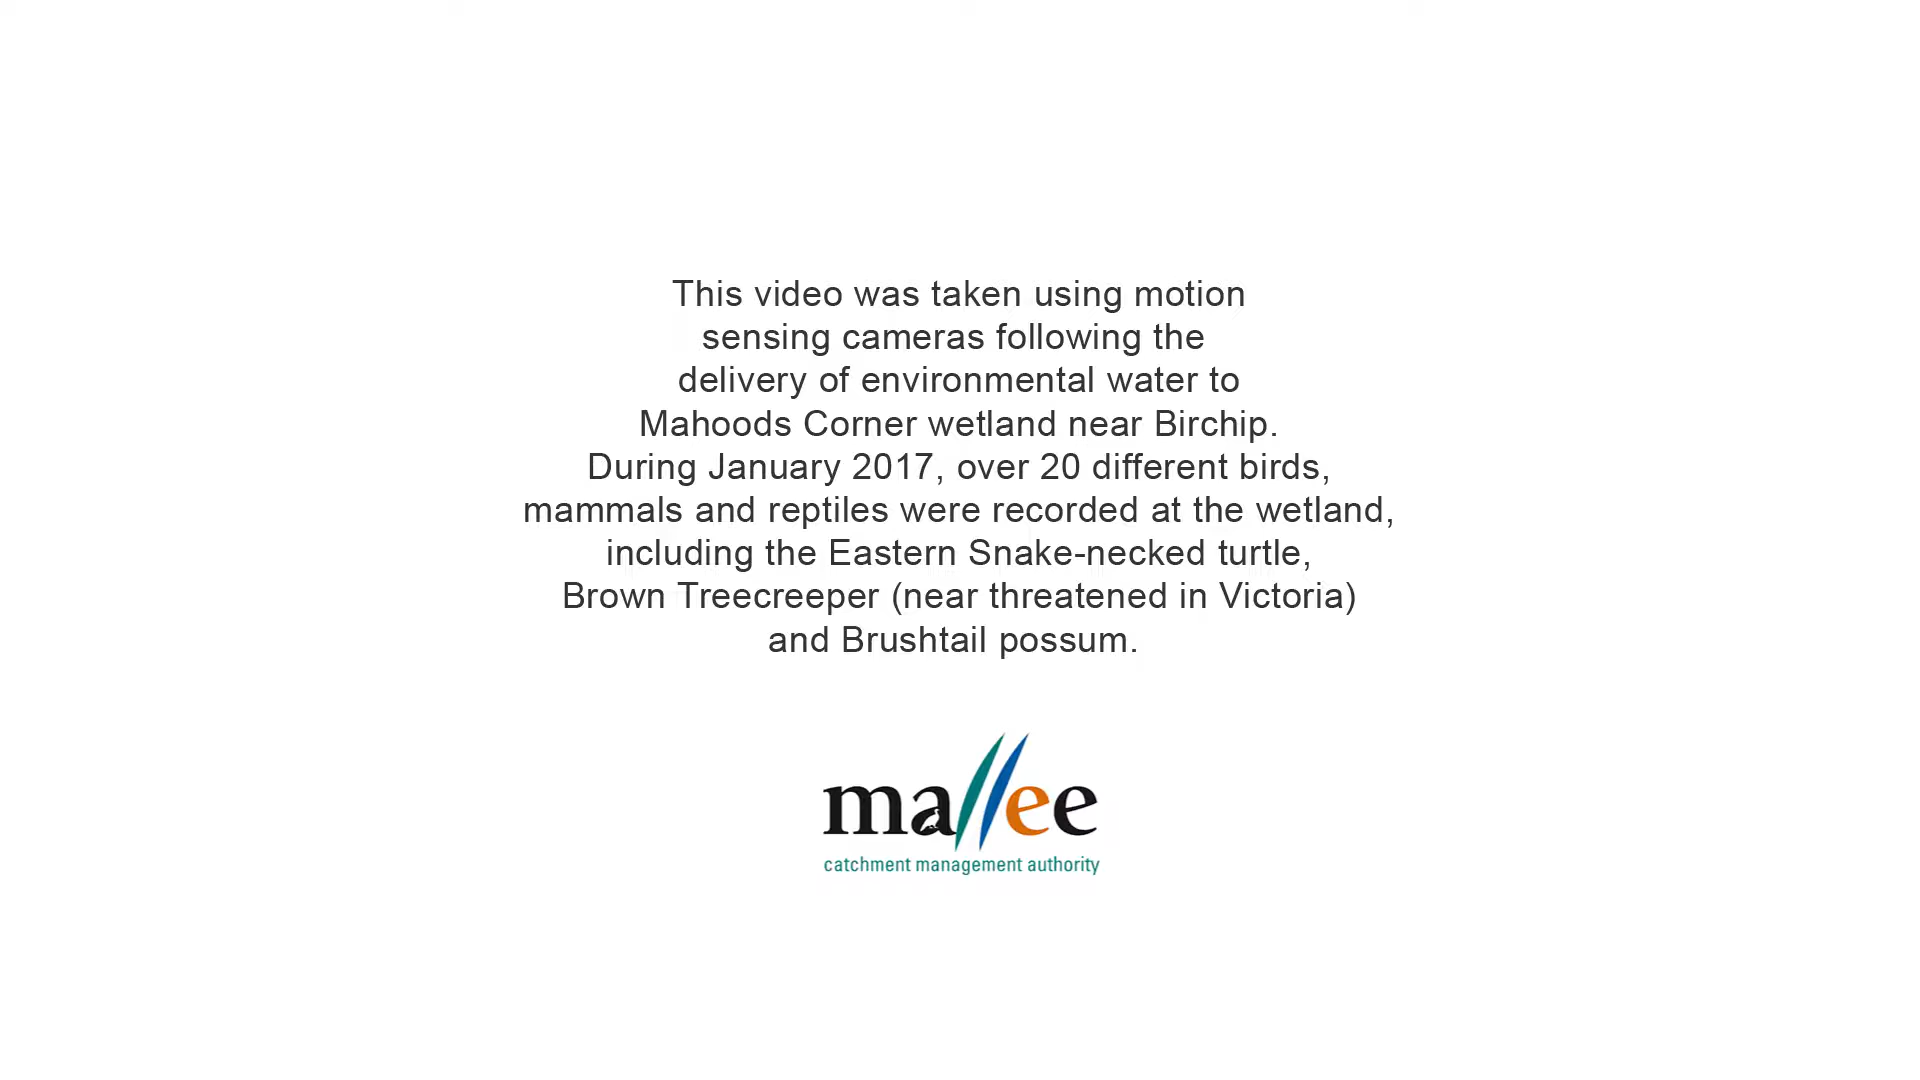 This video was taken using motion
sensing cameras following the
delivery of environmental water to
Mahoods Corner wetland near Birchip.
During January 2017, over 20 different birds,
mammals and reptiles were recorded at the wetland,
including the Eastern Snake-necked turtle,
Brown Treecreeper (near threatened in Victoria)
and Brushtail possum.
mallee
catchment management authority